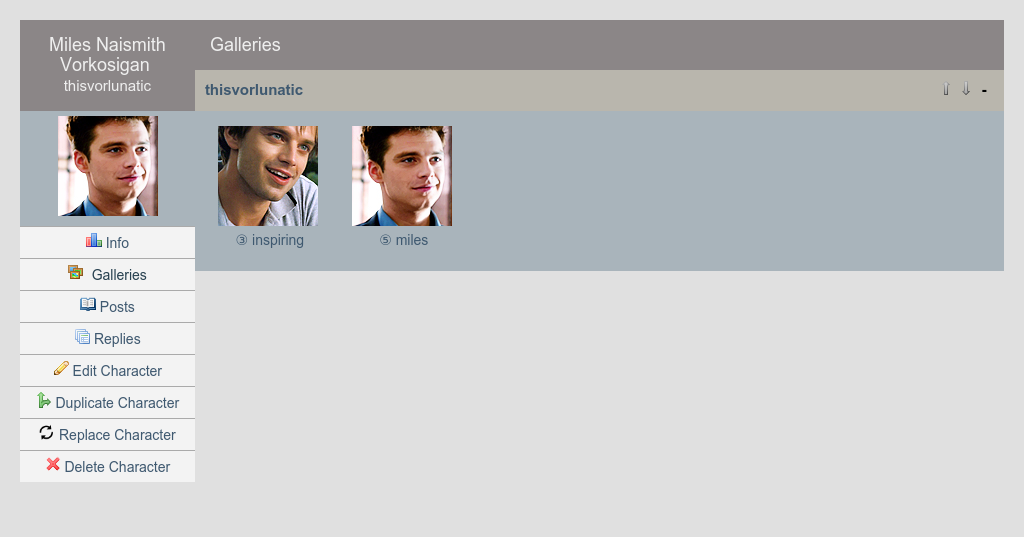 Miles Naismith
Vorkosigan
thisvorlunatic
Galleries
thisvorlunatic
⇑ ⇓ -
③ inspiring
⑤ miles
Info
Galleries
Posts
Replies
Edit Character
Duplicate Character
Replace Character
Delete Character